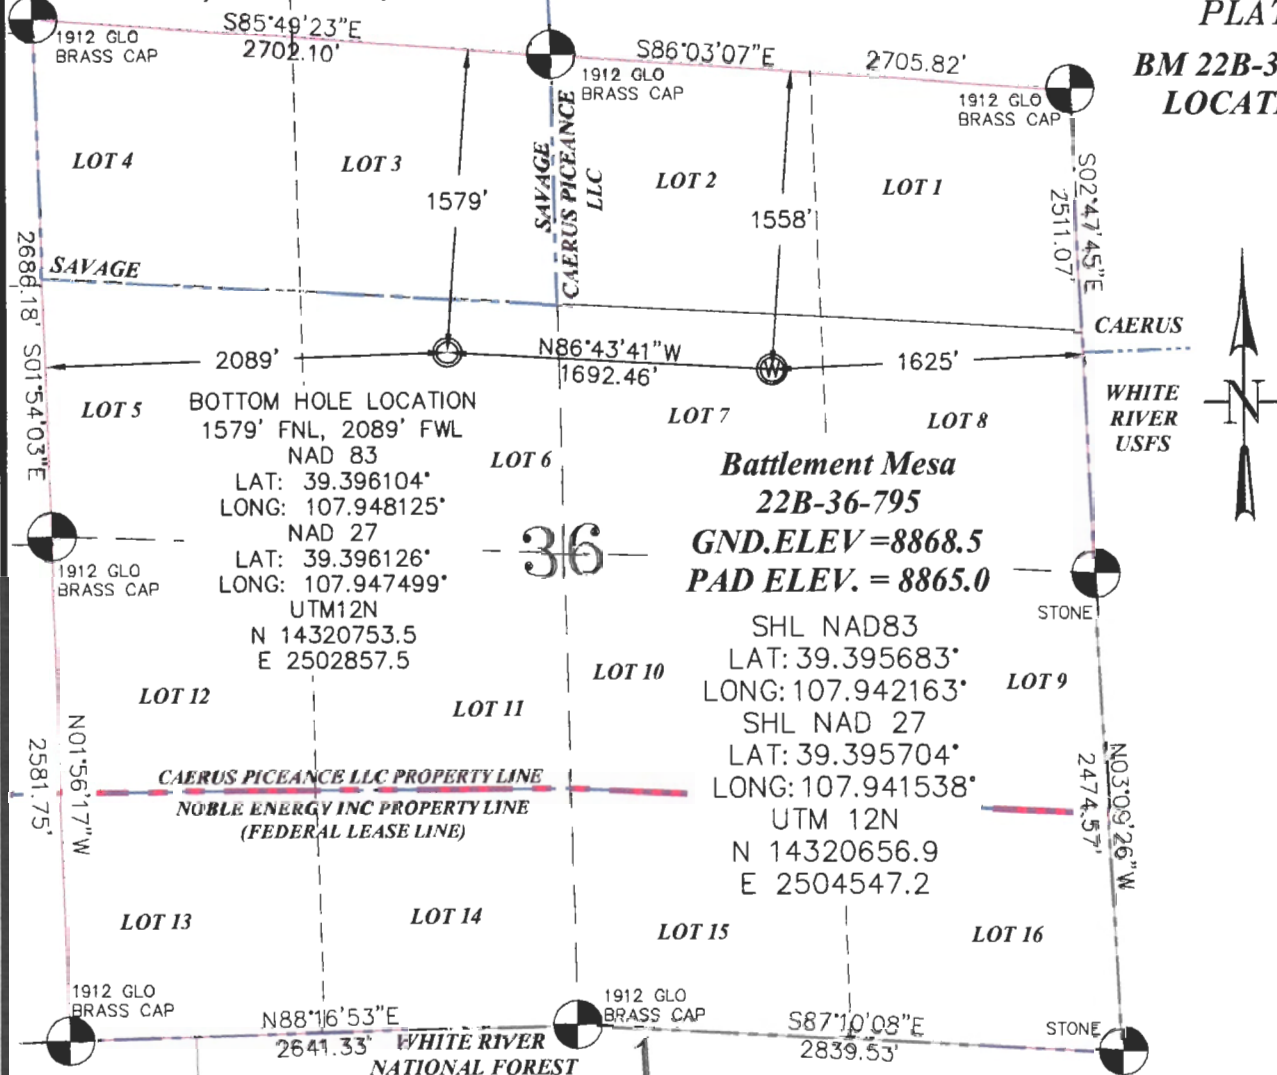 PLAT
BM 22B-3
LOCATI
S85°49'23"E
2702.10'
S86°03'07"E
2705.82'
1912 GLO
BRASS CAP
1912 GLO
BRASS CAP
1912 GLO
BRASS CAP
LOT 4
LOT 3
SAVAGE
CAERUS PICEANCE
LLC
LOT 2
LOT 1
1579'
1558'
S02°47'45"E
2511.07'
SAVAGE
CAERUS
2686.18' S01°54'03"E
2089'
N86°43'41"W
1692.46'
W
1625'
WHITE
RIVER
USFS
N
LOT 5
LOT 6
LOT 7
LOT 8
BOTTOM HOLE LOCATION
1579' FNL, 2089' FWL
NAD 83
LAT: 39.396104°
LONG: 107.948125°
NAD 27
LAT: 39.396126°
LONG: 107.947499°
UTM12N
N 14320753.5
E 2502857.5
36
Battlement Mesa
22B-36-795
GND.ELEV =8868.5
PAD ELEV. = 8865.0
SHL NAD83
LAT: 39.395683°
LONG: 107.942163°
SHL NAD 27
LAT: 39.395704°
LONG: 107.941538°
UTM 12N
N 14320656.9
E 2504547.2
1912 GLO
BRASS CAP
STONE
LOT 12
LOT 11
LOT 10
LOT 9
N01°56'17"W
2581.75'
CAERUS PICEANCE LLC PROPERTY LINE
NOBLE ENERGY INC PROPERTY LINE
(FEDERAL LEASE LINE)
N03°09'26"W
2474.57'
LOT 13
LOT 14
LOT 15
LOT 16
1912 GLO
BRASS CAP
1912 GLO
BRASS CAP
STONE
N88°16'53"E
2641.33'
WHITE RIVER
NATIONAL FOREST
1
S87°10'08"E
2839.53'